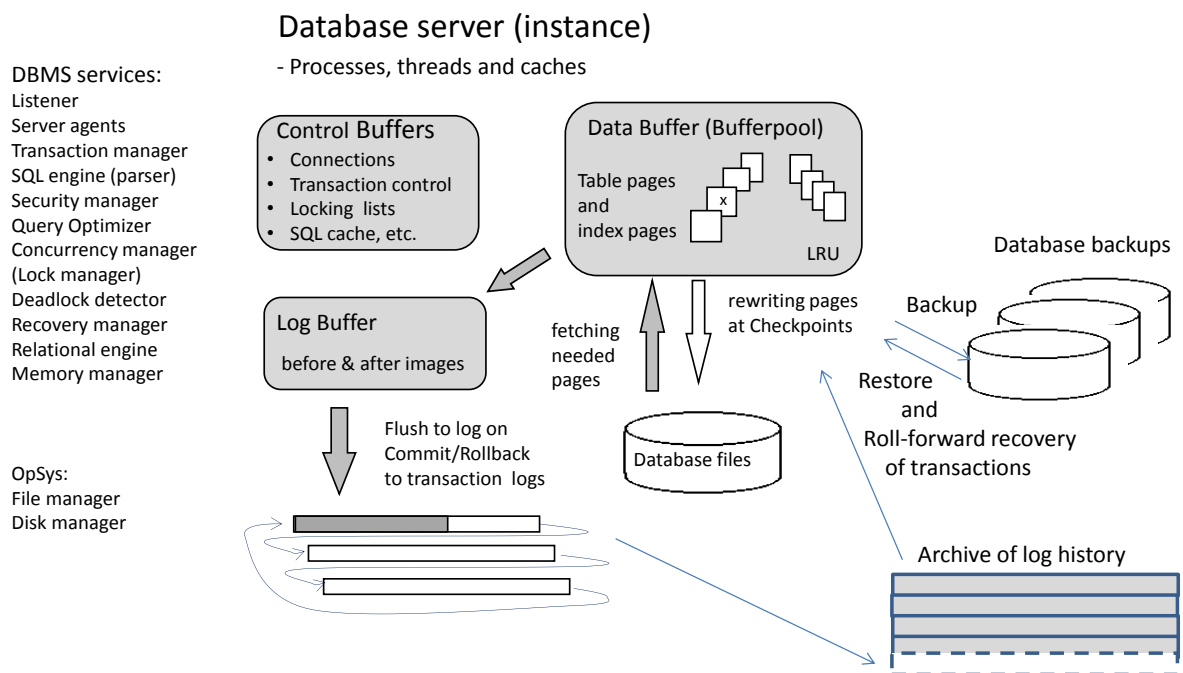 Database server (instance)
- Processes, threads and caches
DBMS services:
Listener
Server agents
Transaction manager
SQL engine (parser)
Security manager
Query Optimizer
Concurrency manager
(Lock manager)
Deadlock detector
Recovery manager
Relational engine
Memory manager
OpSys:
File manager
Disk manager
Control Buffers
• Connections
• Transaction control
• Locking lists
• SQL cache, etc.
Data Buffer (Bufferpool)
Table pages
and
index pages
x
LRU
Log Buffer
before & after images
fetching
needed
pages
rewriting pages
at Checkpoints
Flush to log on
Commit/Rollback
to transaction logs
Database files
Database backups
Backup
Restore
and
Roll-forward recovery
of transactions
Archive of log history